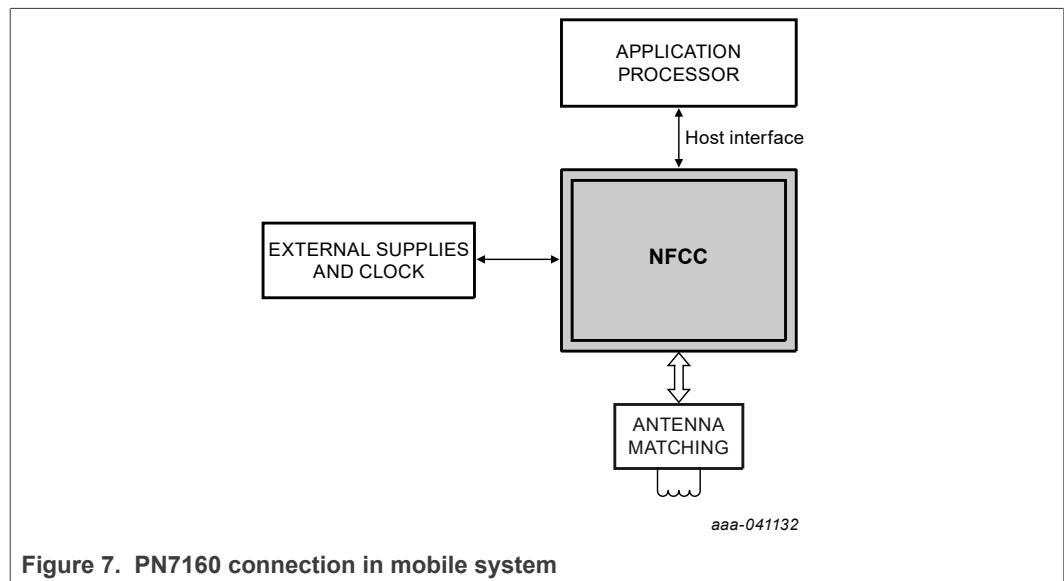 APPLICATION
PROCESSOR
Host interface
EXTERNAL SUPPLIES
AND CLOCK
NFCC
ANTENNA
MATCHING
aaa-041132
Figure 7. PN7160 connection in mobile system